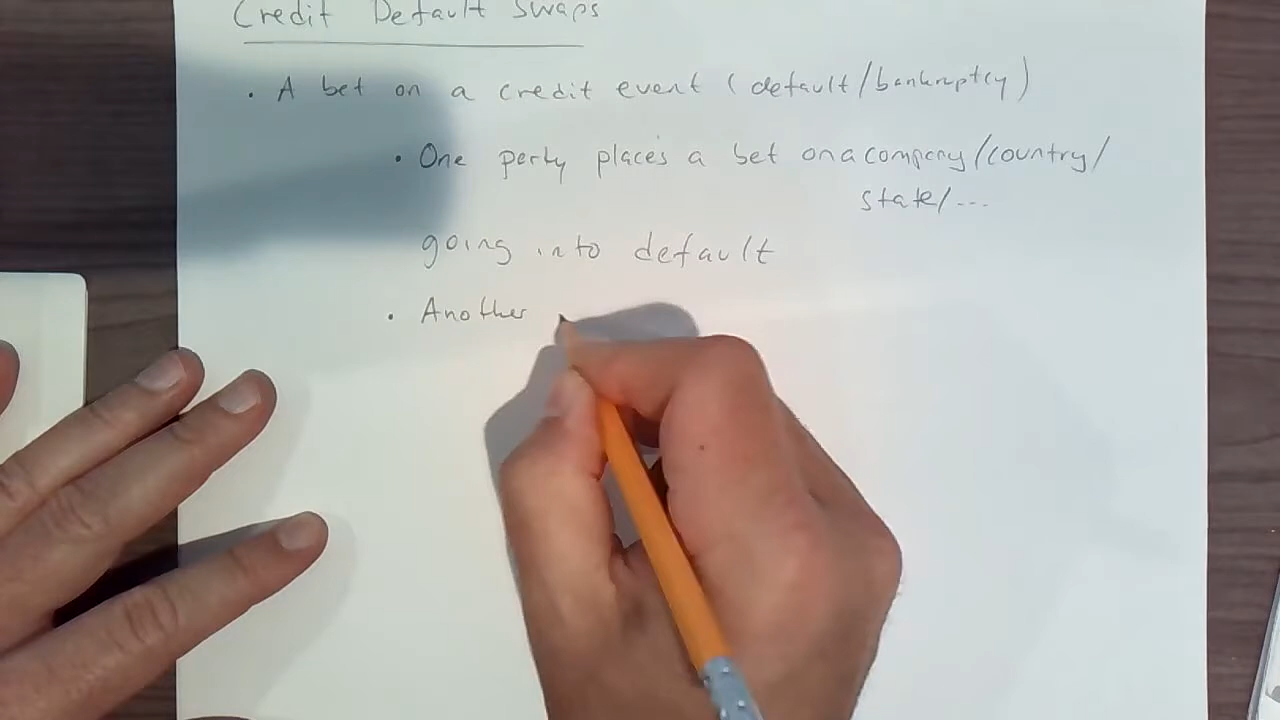 Credit Default Swaps
• A bet on a credit event (default/bankruptcy)
• One party places a bet on a company/country/
state/...
going into default
• Another